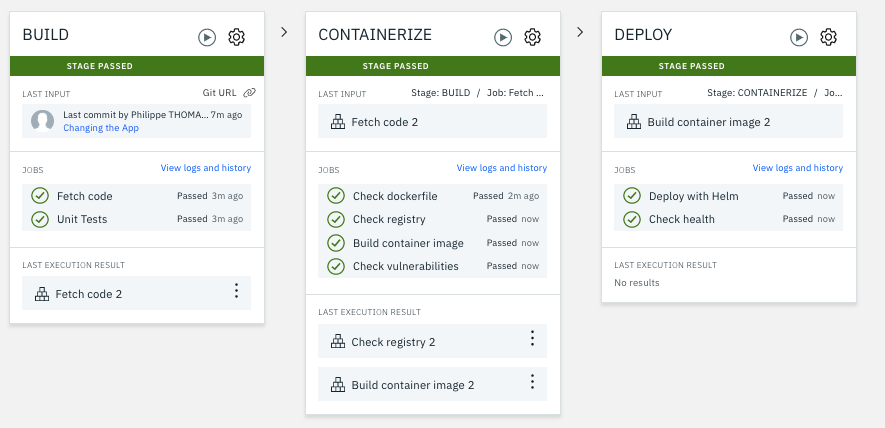 BUILD
STAGE PASSED
LAST INPUT
Git URL
Last commit by Philippe THOMA... 7m ago
Changing the App
JOBS
View logs and history
Fetch code
Passed 3m ago
Unit Tests
Passed 3m ago
LAST EXECUTION RESULT
Fetch code 2
CONTAINERIZE
STAGE PASSED
LAST INPUT
Stage: BUILD / Job: Fetch ...
Fetch code 2
JOBS
View logs and history
Check dockerfile
Passed 2m ago
Check registry
Passed now
Build container image
Passed now
Check vulnerabilities
Passed now
LAST EXECUTION RESULT
Check registry 2
Build container image 2
DEPLOY
STAGE PASSED
LAST INPUT
Stage: CONTAINERIZE / Jo...
Build container image 2
JOBS
View logs and history
Deploy with Helm
Passed now
Check health
Passed now
LAST EXECUTION RESULT
No results